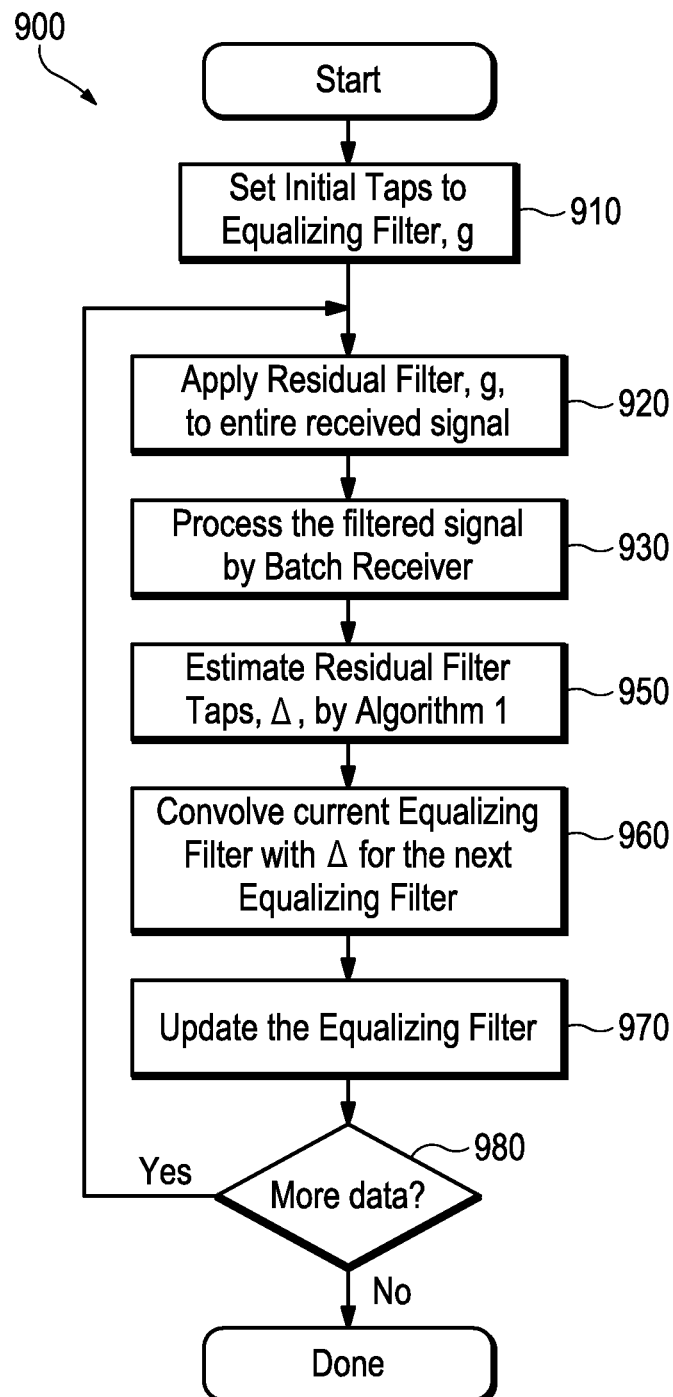 900
Start
Set Initial Taps to
Equalizing Filter, g
910
Apply Residual Filter, g,
to entire received signal
920
Process the filtered signal
by Batch Receiver
930
Estimate Residual Filter
Taps, Δ, by Algorithm 1
950
Convolve current Equalizing
Filter with Δ for the next
Equalizing Filter
960
Update the Equalizing Filter
970
980
Yes
More data?
No
Done